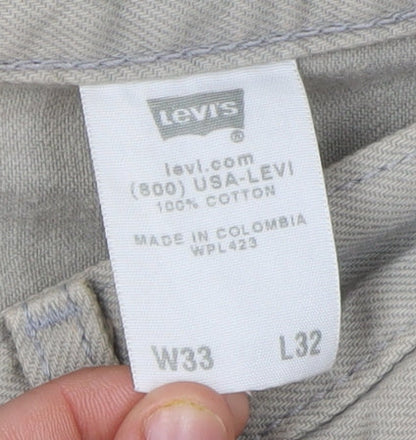 Levi's
®
levi.com
(800) USA-LEVI
100% COTTON
MADE IN COLOMBIA
WPL423
W33 L32